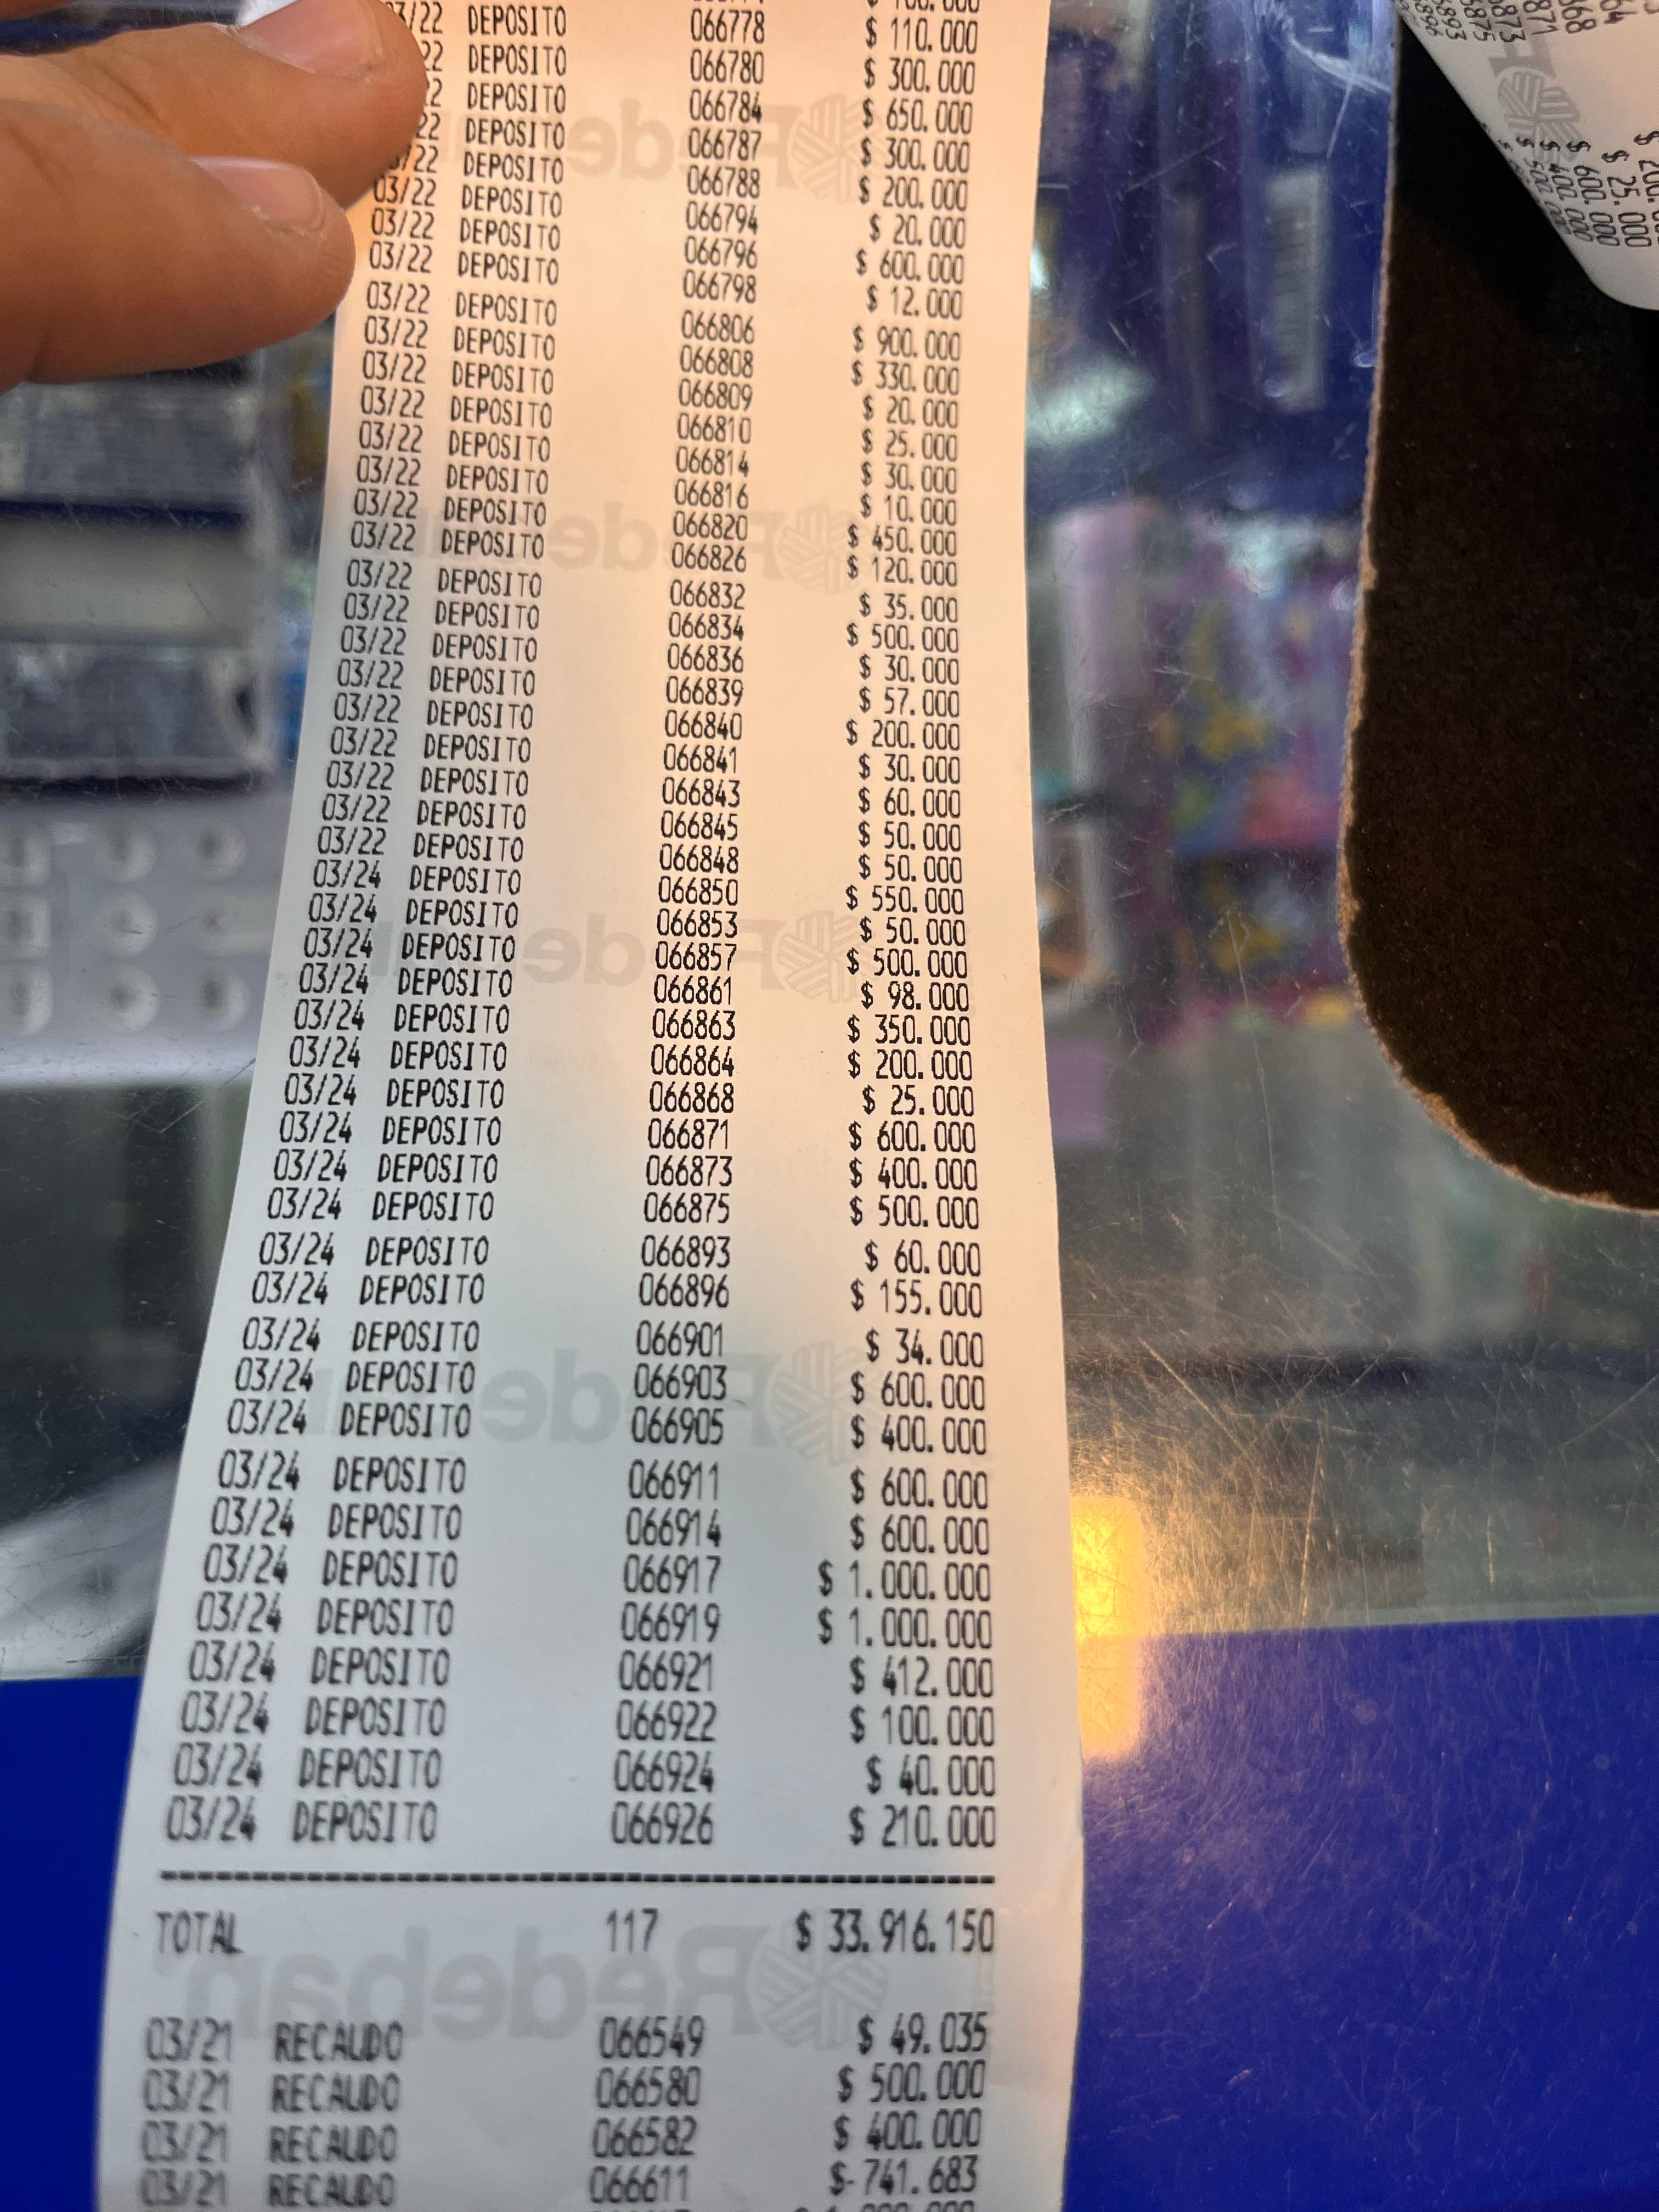 $ 100.000
03/22 DEPOSITO 066778 $ 110.000
22 DEPOSITO 066780 $ 300.000
2 DEPOSITO 066784 $ 650.000
22 DEPOSITO 066787 $ 300.000
/22 DEPOSITO 066788 $ 200.000
03/22 DEPOSITO 066794 $ 20.000
03/22 DEPOSITO 066796 $ 600.000
03/22 DEPOSITO 066798 $ 12.000
03/22 DEPOSITO 066806 $ 900.000
03/22 DEPOSITO 066808 $ 330.000
03/22 DEPOSITO 066809 $ 20.000
03/22 DEPOSITO 066810 $ 25.000
03/22 DEPOSITO 066814 $ 30.000
03/22 DEPOSITO 066816 $ 10.000
03/22 DEPOSITO 066820 $ 450.000
03/22 DEPOSITO 066826 $ 120.000
03/22 DEPOSITO 066832 $ 35.000
03/22 DEPOSITO 066834 $ 500.000
03/22 DEPOSITO 066836 $ 30.000
03/22 DEPOSITO 066839 $ 57.000
03/22 DEPOSITO 066840 $ 200.000
03/22 DEPOSITO 066841 $ 30.000
03/22 DEPOSITO 066843 $ 60.000
03/22 DEPOSITO 066845 $ 50.000
03/22 DEPOSITO 066848 $ 50.000
03/24 DEPOSITO 066850 $ 550.000
03/24 DEPOSITO 066853 $ 50.000
03/24 DEPOSITO 066857 $ 500.000
03/24 DEPOSITO 066861 $ 98.000
03/24 DEPOSITO 066863 $ 350.000
03/24 DEPOSITO 066864 $ 200.000
03/24 DEPOSITO 066868 $ 25.000
03/24 DEPOSITO 066871 $ 600.000
03/24 DEPOSITO 066873 $ 400.000
03/24 DEPOSITO 066875 $ 500.000
03/24 DEPOSITO 066893 $ 60.000
03/24 DEPOSITO 066896 $ 155.000
03/24 DEPOSITO 066901 $ 34.000
03/24 DEPOSITO 066903 $ 600.000
03/24 DEPOSITO 066905 $ 400.000
03/24 DEPOSITO 066911 $ 600.000
03/24 DEPOSITO 066914 $ 600.000
03/24 DEPOSITO 066917 $ 1.000.000
03/24 DEPOSITO 066919 $ 1.000.000
03/24 DEPOSITO 066921 $ 412.000
03/24 DEPOSITO 066922 $ 100.000
03/24 DEPOSITO 066924 $ 40.000
03/24 DEPOSITO 066926 $ 210.000
TOTAL 117 $ 33.916.150
Redeban
03/21 RECAUDO 066549 $ 49.035
03/21 RECAUDO 066580 $ 500.000
03/21 RECAUDO 066582 $ 400.000
03/21 RECAUDO 066611 $-741.683